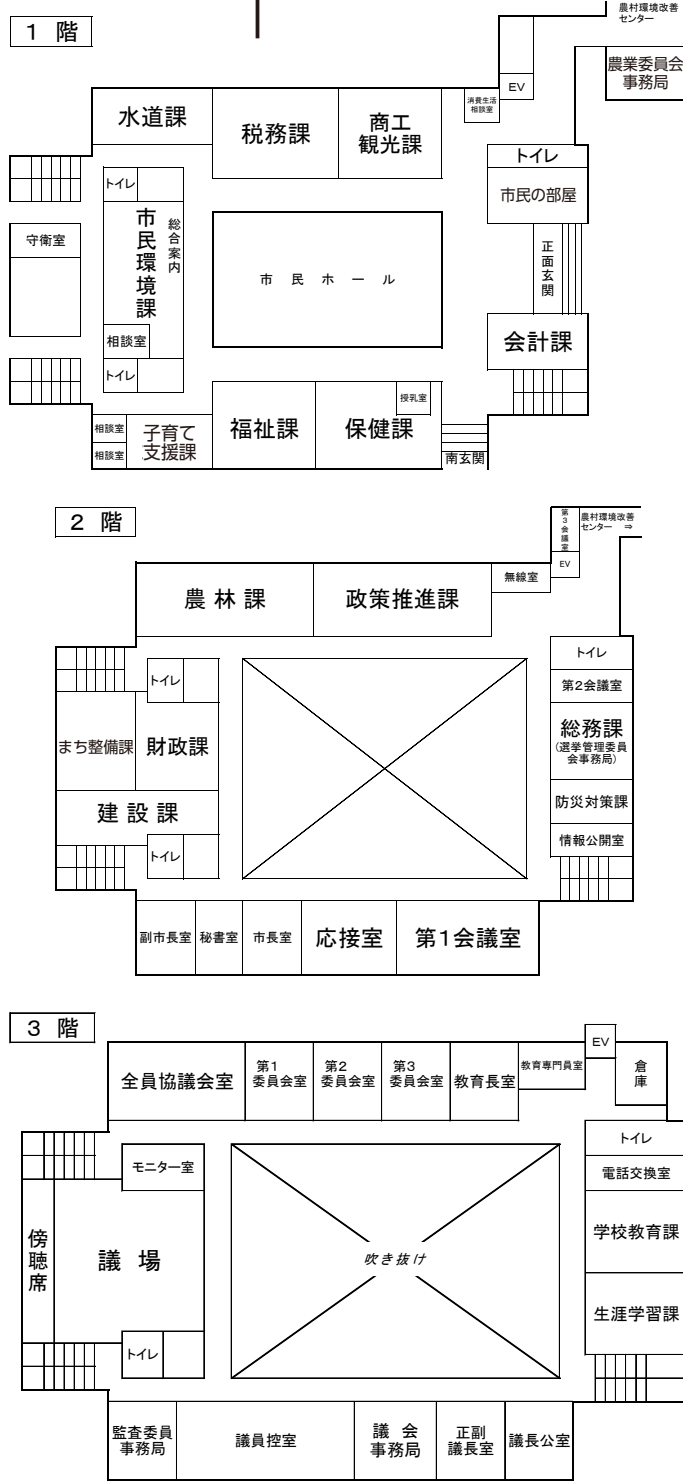 農村環境改善
センター
1 階
農業委員会
事務局
EV
消費生活
相談室
水道課
税務課
商工
観光課
トイレ
市民の部屋
トイレ
守衛室
市民環境課
総合案内
市 民 ホ ー ル
正面玄関
相談室
会計課
トイレ
授乳室
相談室
子育て
支援課
福祉課
保健課
相談室
南玄関
2 階
第3会議室
農村環境改善
センター ⇒
EV
農 林 課
政策推進課
無線室
トイレ
トイレ
第2会議室
まち整備課
財政課
総務課
(選挙管理委員
会事務局)
建 設 課
防災対策課
情報公開室
トイレ
副市長室
秘書室
市長室
応接室
第1会議室
3 階
EV
全員協議会室
第1
委員会室
第2
委員会室
第3
委員会室
教育長室
教育専門員室
倉庫
トイレ
モニター室
電話交換室
傍聴席
議 場
学校教育課
吹き抜け
生涯学習課
トイレ
監査委員
事務局
議員控室
議 会
事務局
正副
議長室
議長公室